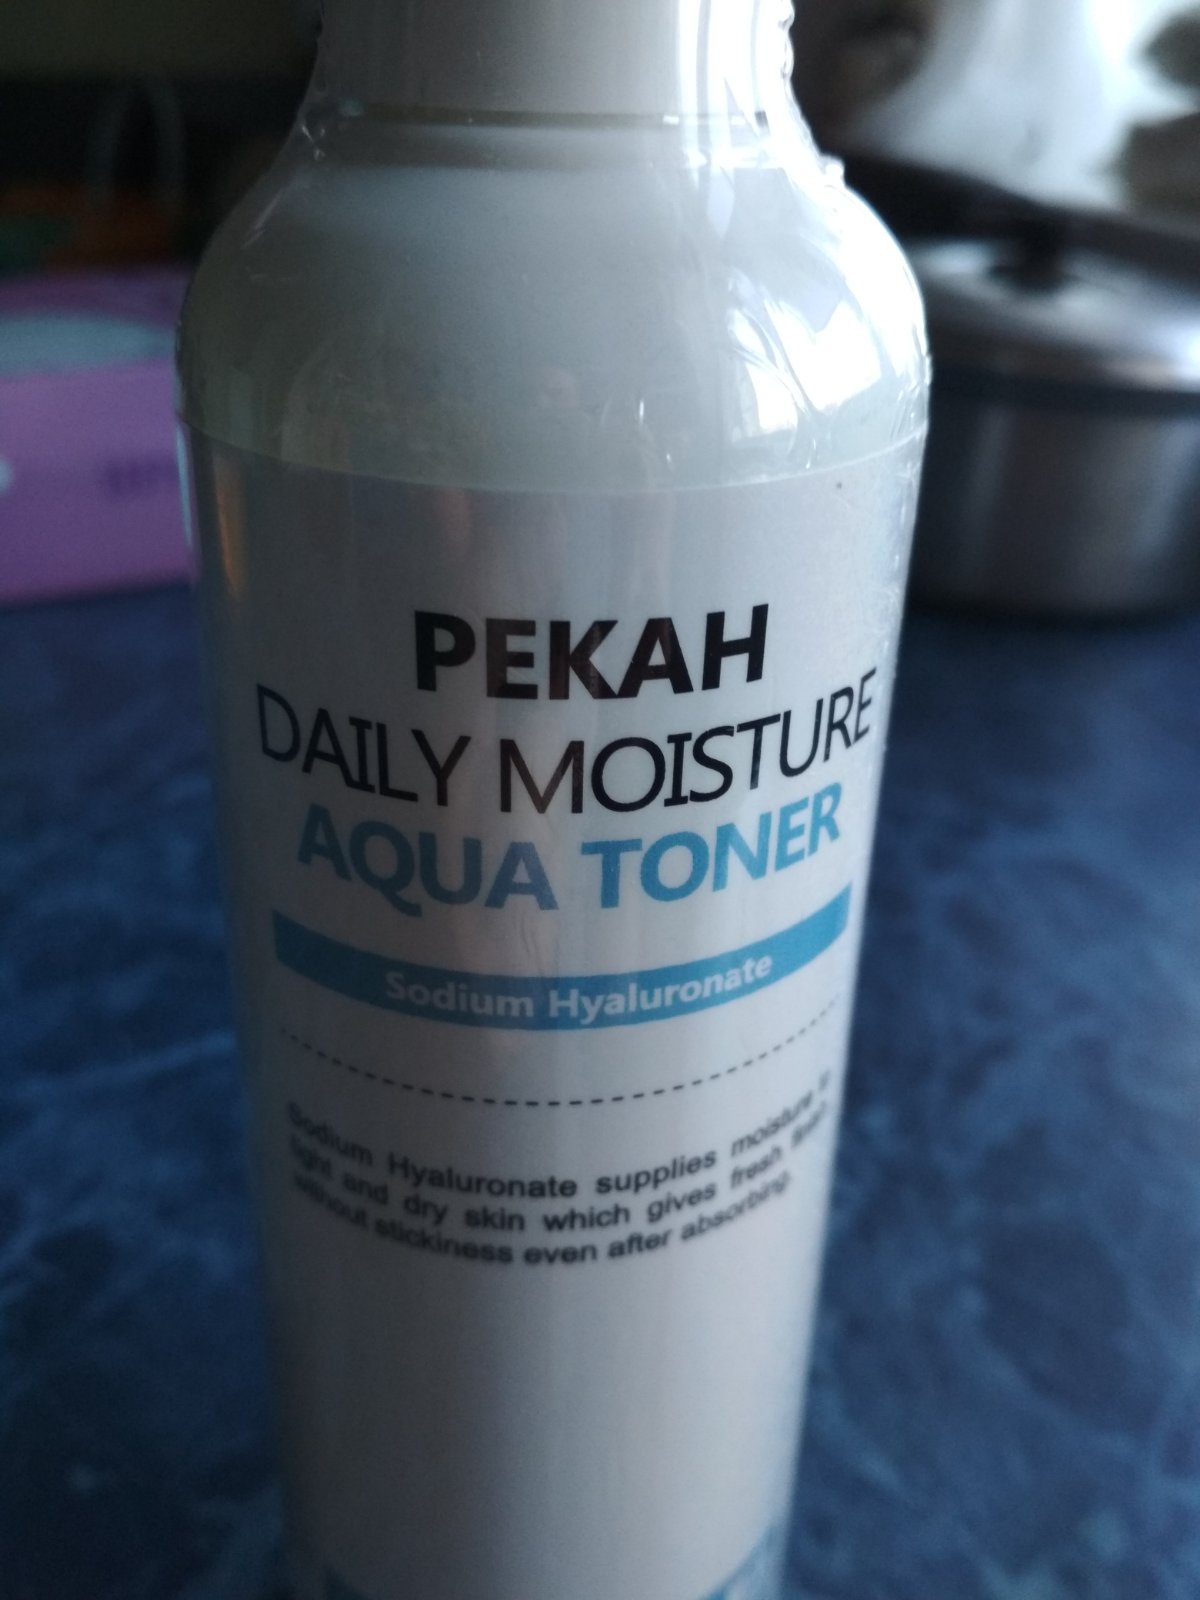 PEKAH
DAILY MOISTURE
AQUA TONER
Sodium Hyaluronate
Sodium Hyaluronate supplies moisture to
light and dry skin which gives fresh finish
without stickiness even after absorbing.